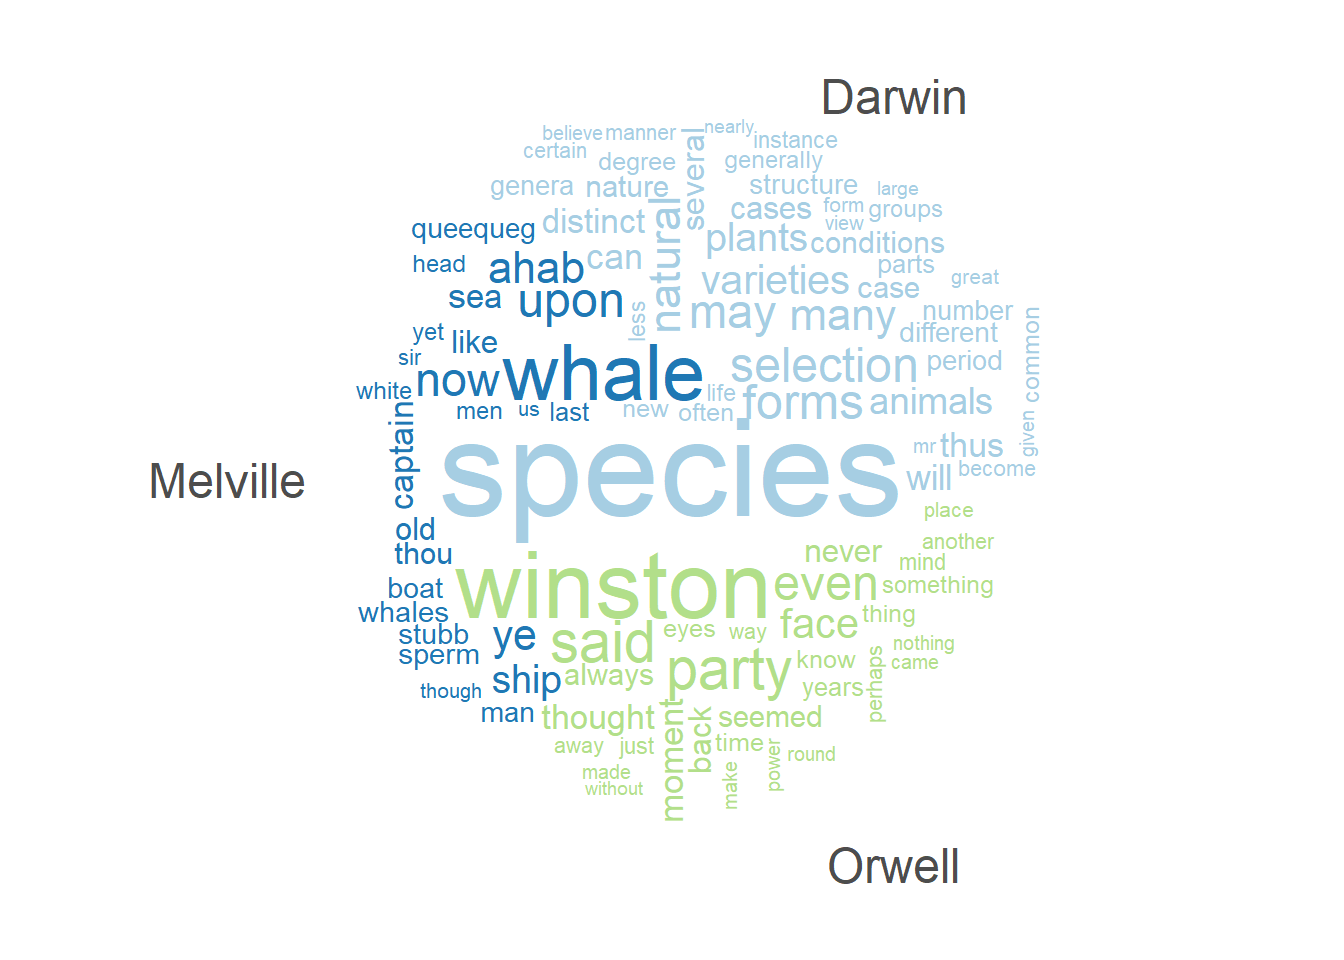 Darwin
believe manner nearly
certain degree several instance
generally
genera nature structure large
queequeg distinct natural cases form groups
view
head ahab can plants conditions
sea upon less varieties parts
case great
yet like may many number
sir different common
now whale selection period
white life
men us last new often forms animals
captain species mr thus given
Melville will become
old place
thou winston never another
mind
boat even something
whales said eyes way face thing
stubb ye nothing
sperm party know came
though ship always years perhaps
man thought moment back seemed
away just time power round
made make
without
Orwell